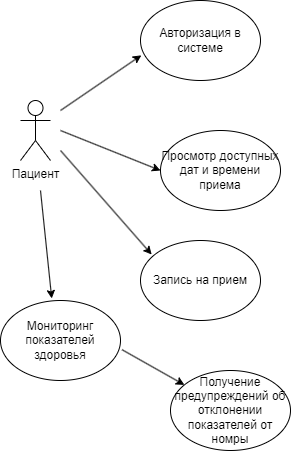 Авторизация в
системе
Пациент
Просмотр доступных
дат и времени
приема
Запись на прием
Мониторинг
показателей
здоровья
Получение
предупреждений об
отклонении
показателей от
номры